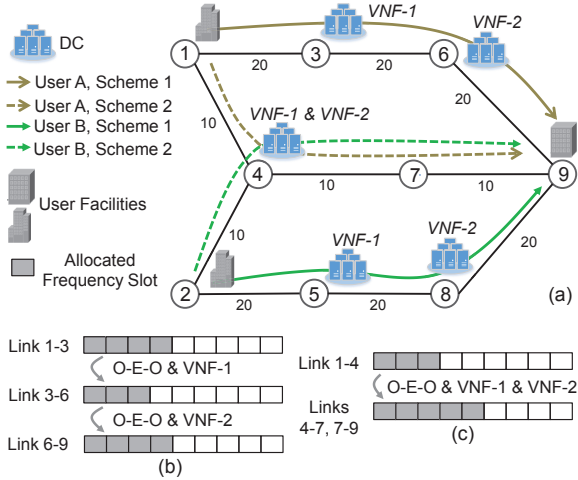 DC
User A, Scheme 1
User A, Scheme 2
User B, Scheme 1
User B, Scheme 2
User Facilities
Allocated
Frequency Slot
VNF-1
VNF-2
1
3
6
20
20
20
10
VNF-1 & VNF-2
4
7
9
10
10
10
VNF-1
VNF-2
20
2
5
8
20
20
(a)
Link 1-3
O-E-O & VNF-1
Link 3-6
O-E-O & VNF-2
Link 6-9
(b)
Link 1-4
O-E-O & VNF-1 & VNF-2
Links
4-7, 7-9
(c)